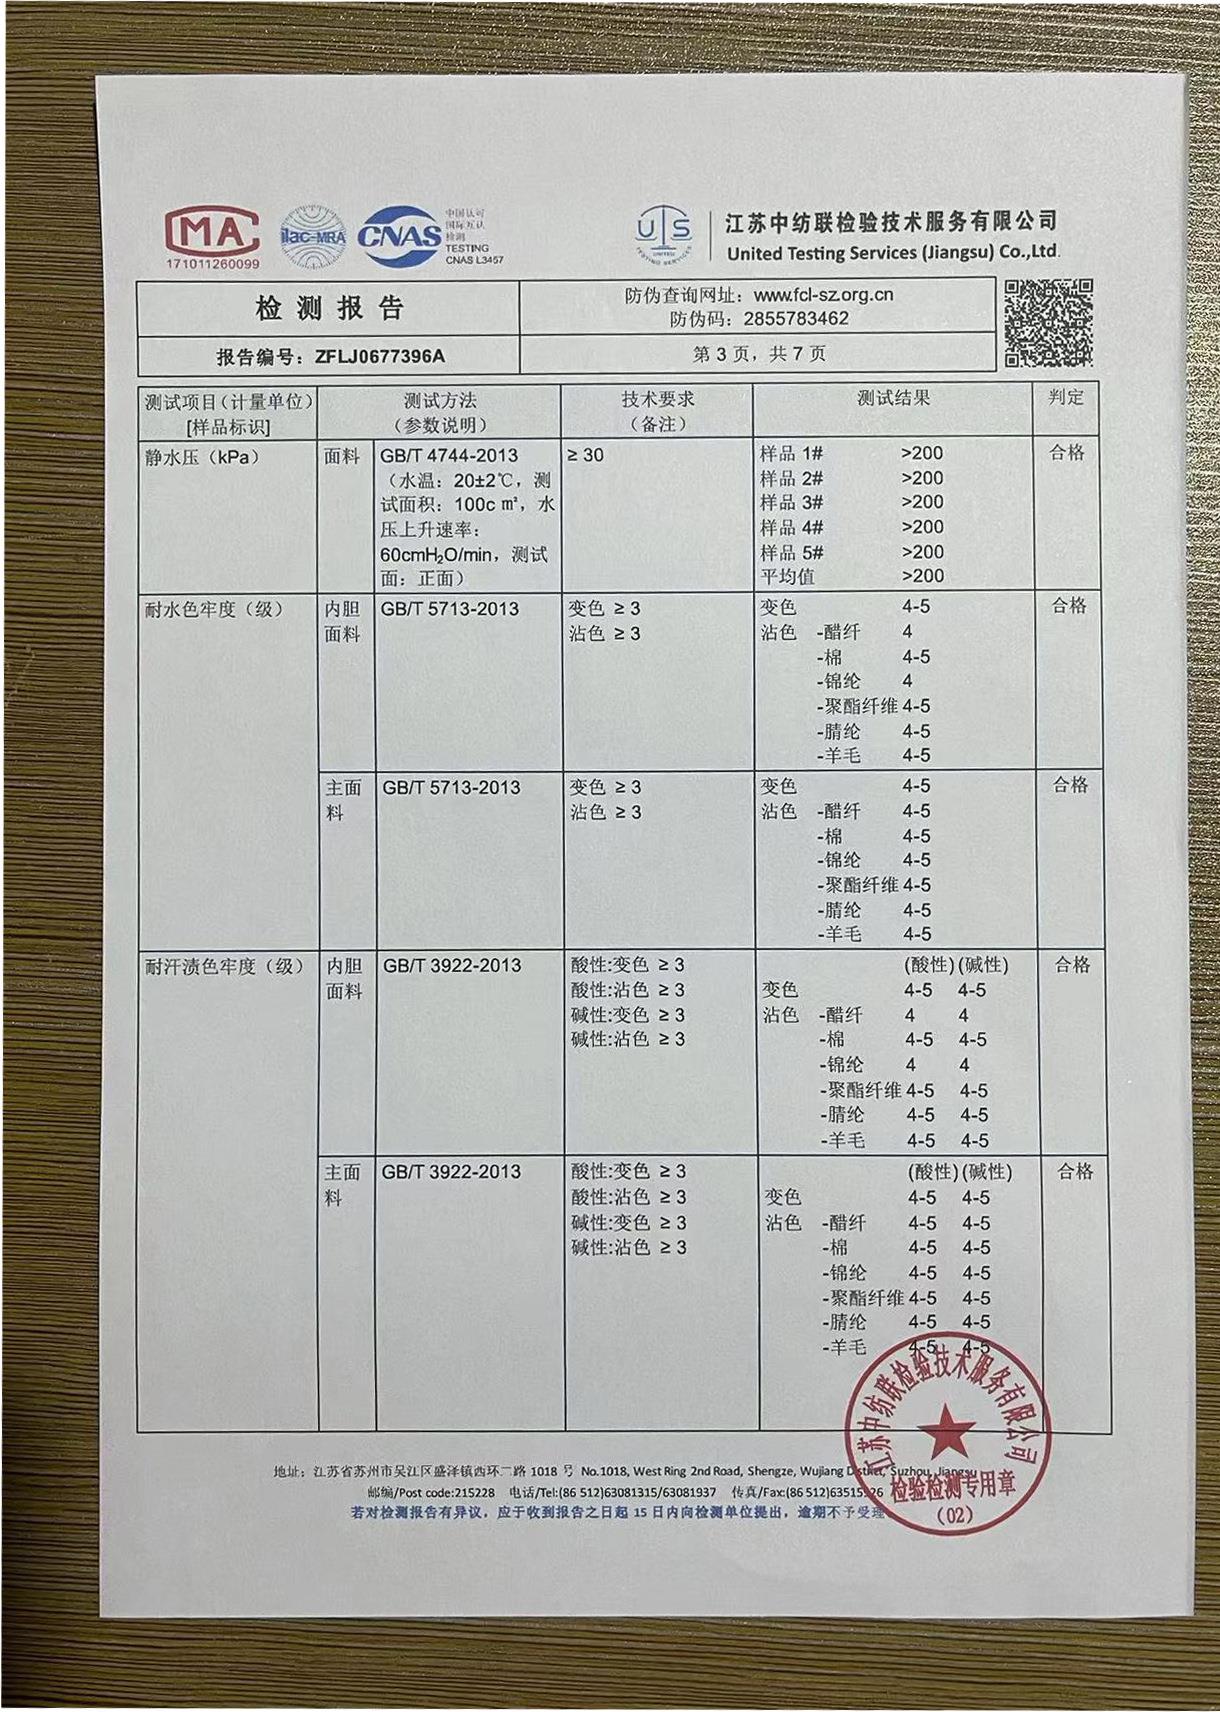 MA
171011260099
ilac-MRA
CNAS
中国认可
国际互认
检测
TESTING
CNAS L3457
UTS
UNITED
TESTING SERVICES
江苏中纺联检验技术服务有限公司
United Testing Services (Jiangsu) Co.,Ltd.
检测报告
防伪查询网址：www.fcl-sz.org.cn
防伪码：2855783462
报告编号：ZFLJ0677396A
第 3 页，共 7 页
测试项目(计量单位) 测试方法 技术要求 测试结果 判定
[样品标识] （参数说明） （备注）
静水压（kPa） 面料 GB/T 4744-2013 ≥ 30 样品 1# >200 合格
（水温：20±2℃，测 样品 2# >200
试面积：100c ㎡，水 样品 3# >200
压上升速率： 样品 4# >200
60cmH₂O/min，测试 样品 5# >200
面：正面） 平均值 >200
耐水色牢度（级） 内胆 GB/T 5713-2013 变色 ≥ 3 变色 4-5 合格
面料 沾色 ≥ 3 沾色 -醋纤 4
-棉 4-5
-锦纶 4
-聚酯纤维 4-5
-腈纶 4-5
-羊毛 4-5
主面 GB/T 5713-2013 变色 ≥ 3 变色 4-5 合格
料 沾色 ≥ 3 沾色 -醋纤 4-5
-棉 4-5
-锦纶 4-5
-聚酯纤维 4-5
-腈纶 4-5
-羊毛 4-5
耐汗渍色牢度（级） 内胆 GB/T 3922-2013 酸性:变色 ≥ 3 (酸性) (碱性) 合格
面料 酸性:沾色 ≥ 3 变色 4-5 4-5
碱性:变色 ≥ 3 沾色 -醋纤 4 4
碱性:沾色 ≥ 3 -棉 4-5 4-5
-锦纶 4 4
-聚酯纤维 4-5 4-5
-腈纶 4-5 4-5
-羊毛 4-5 4-5
主面 GB/T 3922-2013 酸性:变色 ≥ 3 (酸性) (碱性) 合格
料 酸性:沾色 ≥ 3 变色 4-5 4-5
碱性:变色 ≥ 3 沾色 -醋纤 4-5 4-5
碱性:沾色 ≥ 3 -棉 4-5 4-5
-锦纶 4-5 4-5
-聚酯纤维 4-5 4-5
-腈纶 4-5 4-5
-羊毛 4-5 4-5
江苏中纺联检验技术服务有限公司
检验检测专用章
(02)
地址：江苏省苏州市吴江区盛泽镇西环二路 1018 号 No.1018, West Ring 2nd Road, Shengze, Wujiang District, Suzhou, Jiangsu
邮编/Post code:215228 电话/Tel:(86 512)63081315/63081937 传真/Fax:(86 512)
若对检测报告有异议，应于收到报告之日起 15 日内向检测单位提出，逾期不予受理